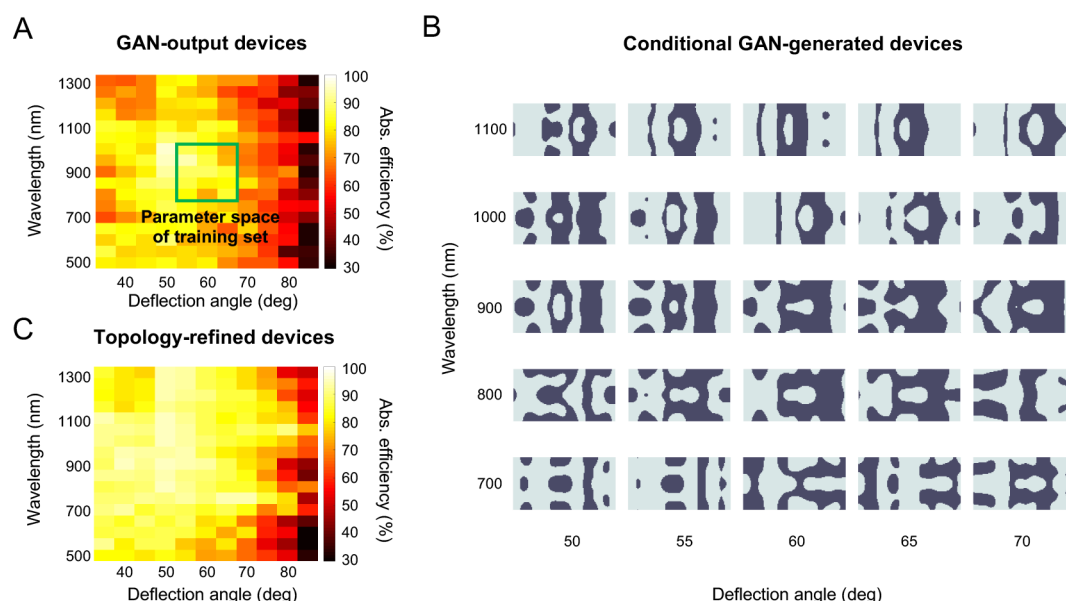 A
GAN-output devices
1300
1100
900
700
500
Wavelength (nm)
40 50 60 70 80
Deflection angle (deg)
Parameter space
of training set
100
90
80
70
60
50
40
30
Abs. efficiency (%)
B
Conditional GAN-generated devices
1100
1000
900
800
700
Wavelength (nm)
50 55 60 65 70
Deflection angle (deg)
C
Topology-refined devices
1300
1100
900
700
500
Wavelength (nm)
40 50 60 70 80
Deflection angle (deg)
100
90
80
70
60
50
40
30
Abs. efficiency (%)